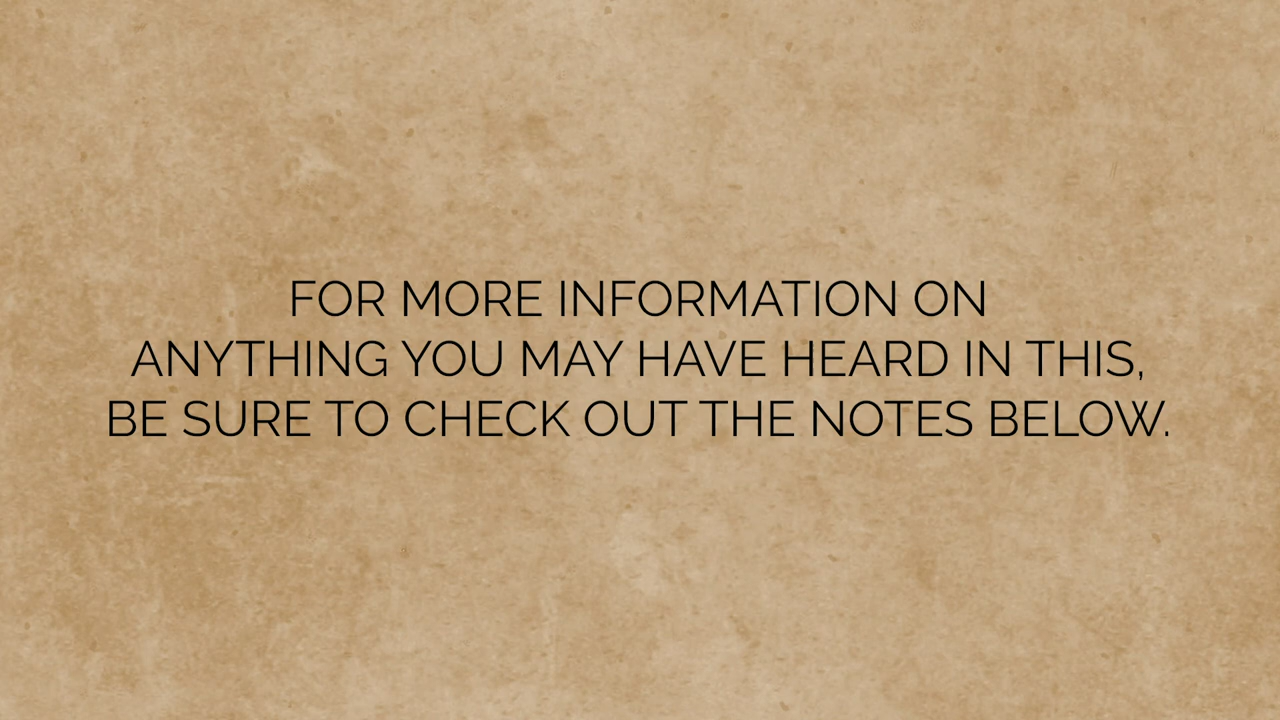 FOR MORE INFORMATION ON
ANYTHING YOU MAY HAVE HEARD IN THIS,
BE SURE TO CHECK OUT THE NOTES BELOW.